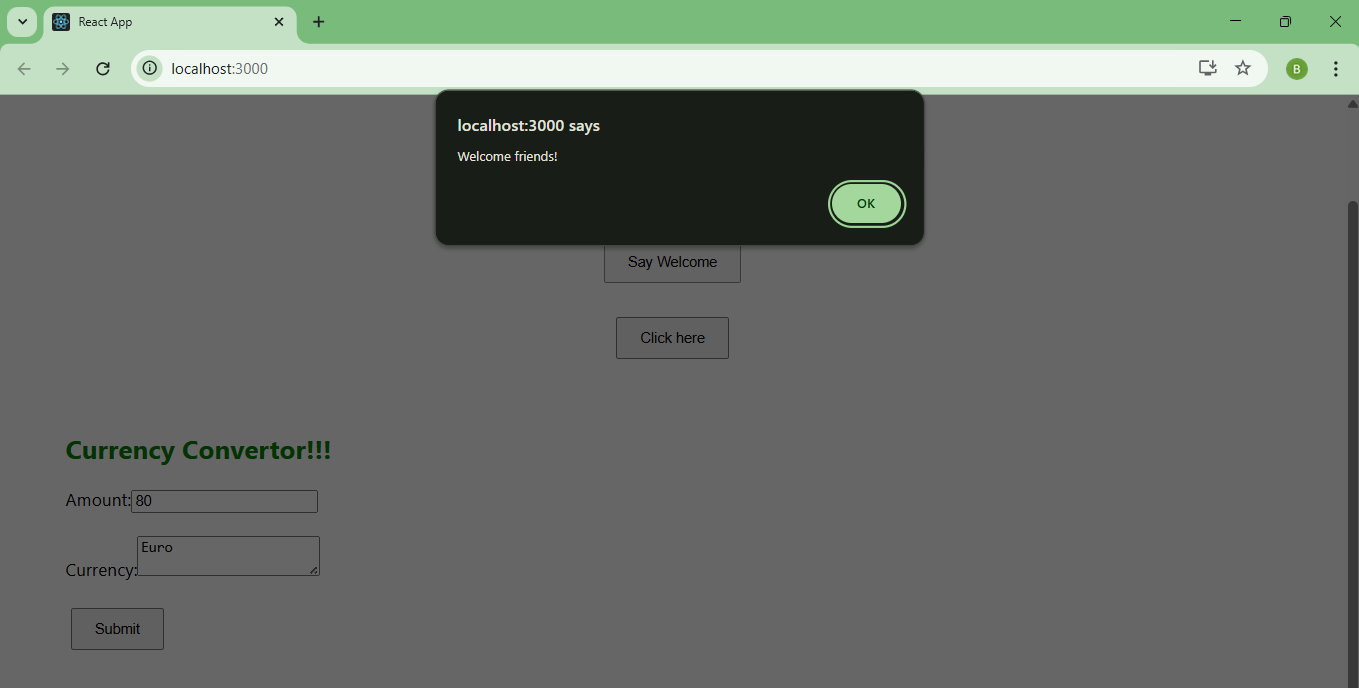 React App
localhost:3000
B
localhost:3000 says
Welcome friends!
OK
Say Welcome
Click here
Currency Convertor!!!
Amount:80
Currency:Euro
Submit